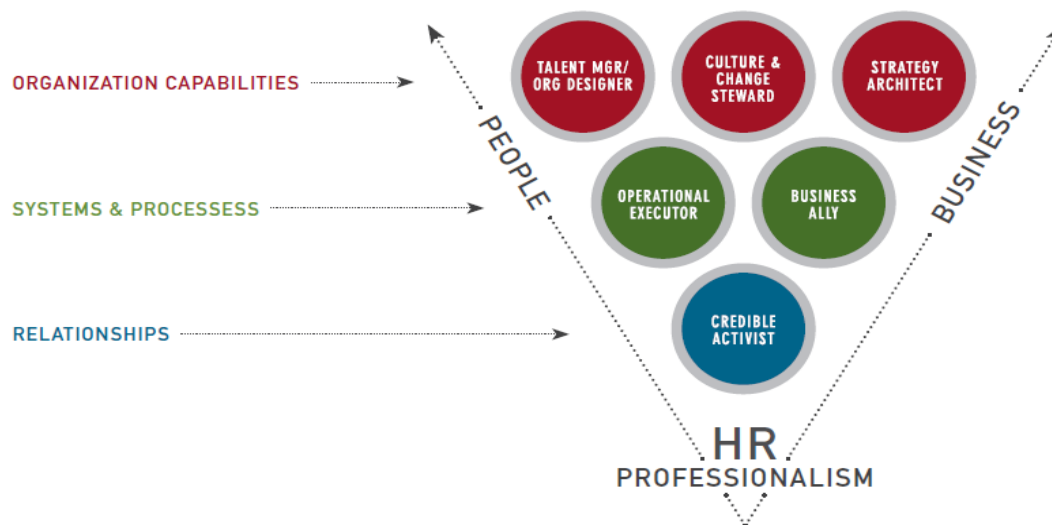 ORGANIZATION CAPABILITIES
TALENT MGR/
ORG DESIGNER
CULTURE &
CHANGE
STEWARD
STRATEGY
ARCHITECT
PEOPLE
BUSINESS
SYSTEMS & PROCESSESS
OPERATIONAL
EXECUTOR
BUSINESS
ALLY
RELATIONSHIPS
CREDIBLE
ACTIVIST
HR
PROFESSIONALISM